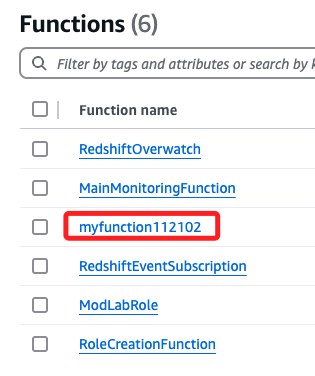 Functions (6)
Filter by tags and attributes or search by
Function name
RedshiftOverwatch
MainMonitoringFunction
myfunction112102
RedshiftEventSubscription
ModLabRole
RoleCreationFunction